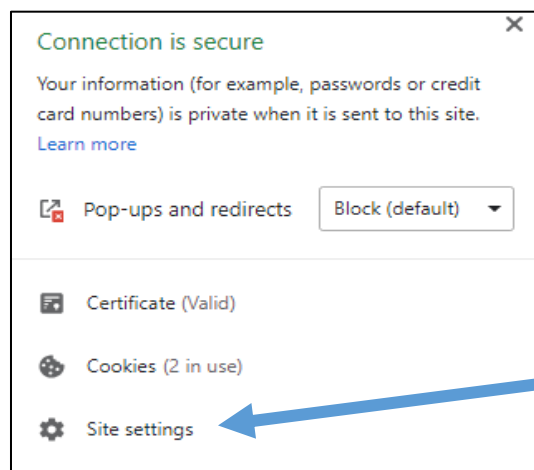 Connection is secure
Your information (for example, passwords or credit
card numbers) is private when it is sent to this site.
Learn more
Pop-ups and redirects Block (default)
Certificate (Valid)
Cookies (2 in use)
Site settings